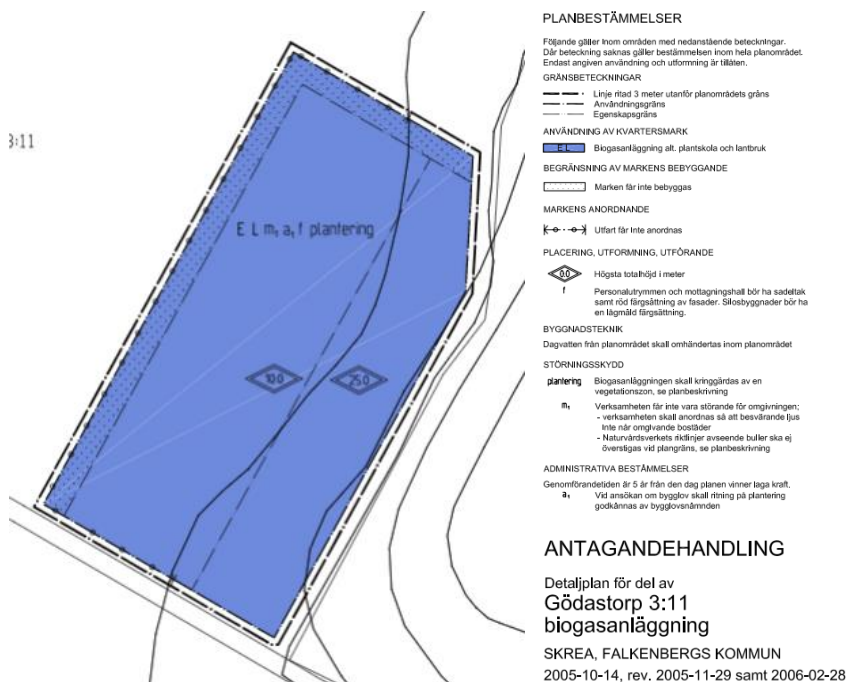 3:11
E L m₁ a₁ f plantering
10.0
25.0
PLANBESTÄMMELSER
Följande gäller inom områden med nedanstående beteckningar.
Där beteckning saknas gäller bestämmelsen inom hela planområdet.
Endast angiven användning och utformning är tillåten.
GRÄNSBETECKNINGAR
Linje ritad 3 meter utanför planområdets gräns
Användningsgräns
Egenskapsgräns
ANVÄNDNING AV KVARTERSMARK
E L Biogasanläggning alt. plantskola och lantbruk
BEGRÄNSNING AV MARKENS BEBYGGANDE
Marken får inte bebyggas
MARKENS ANORDNANDE
Utfart får inte anordnas
PLACERING, UTFORMNING, UTFÖRANDE
0.0 Högsta totalhöjd i meter
f Personalutrymmen och mottagningshall bör ha sadeltak
samt röd färgsättning av fasader. Silosbyggnader bör ha
en lågmäld färgsättning.
BYGGNADSTEKNIK
Dagvatten från planområdet skall omhändertas inom planområdet
STÖRNINGSSKYDD
plantering Biogasanläggningen skall kringgärdas av en
vegetationszon, se planbeskrivning
m₁ Verksamheten får inte vara störande för omgivningen;
- verksamheten skall anordnas så att besvärande ljus
inte når omgivande bostäder
- Naturvårdsverkets riktlinjer avseende buller ska ej
överstigas vid plangräns, se planbeskrivning
ADMINISTRATIVA BESTÄMMELSER
Genomförandetiden är 5 år från den dag planen vinner laga kraft.
a₁ Vid ansökan om bygglov skall ritning på plantering
godkännas av bygglovsnämnden
ANTAGANDEHANDLING
Detaljplan för del av
Gödastorp 3:11
biogasanläggning
SKREA, FALKENBERGS KOMMUN
2005-10-14, rev. 2005-11-29 samt 2006-02-28